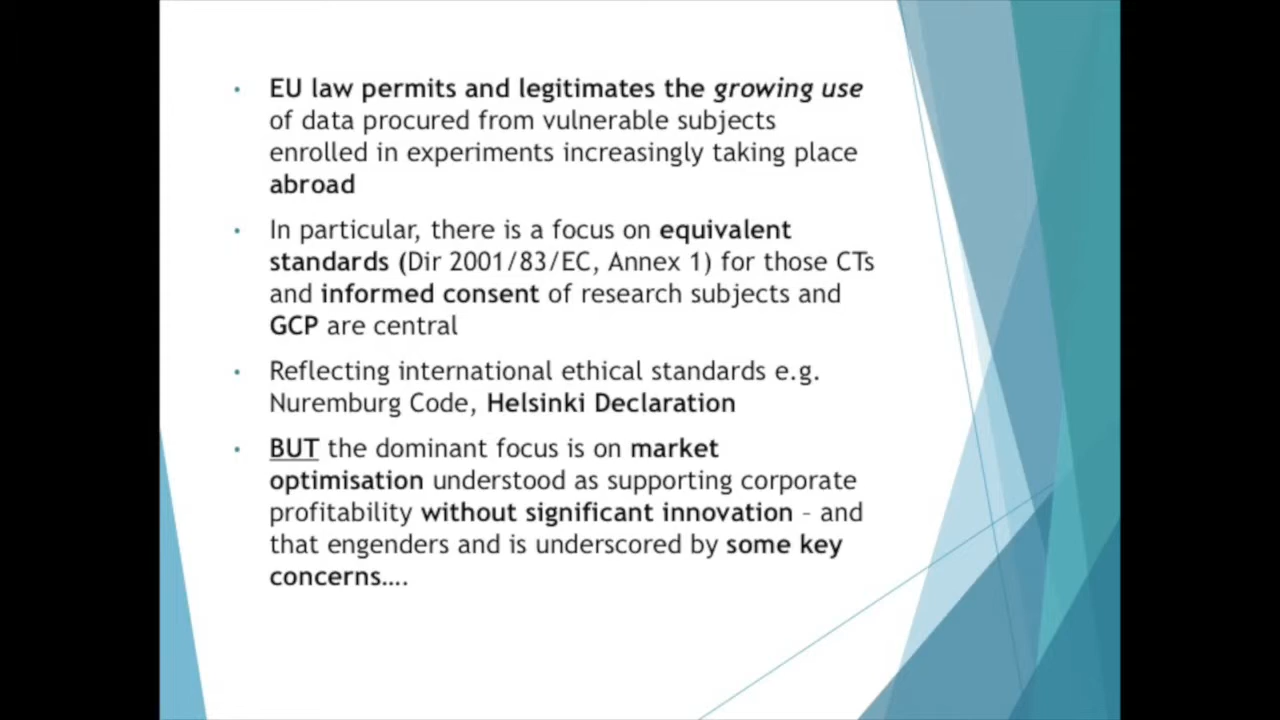 EU law permits and legitimates the growing use
of data procured from vulnerable subjects
enrolled in experiments increasingly taking place
abroad
In particular, there is a focus on equivalent
standards (Dir 2001/83/EC, Annex 1) for those CTs
and informed consent of research subjects and
GCP are central
Reflecting international ethical standards e.g.
Nuremburg Code, Helsinki Declaration
BUT the dominant focus is on market
optimisation understood as supporting corporate
profitability without significant innovation – and
that engenders and is underscored by some key
concerns….